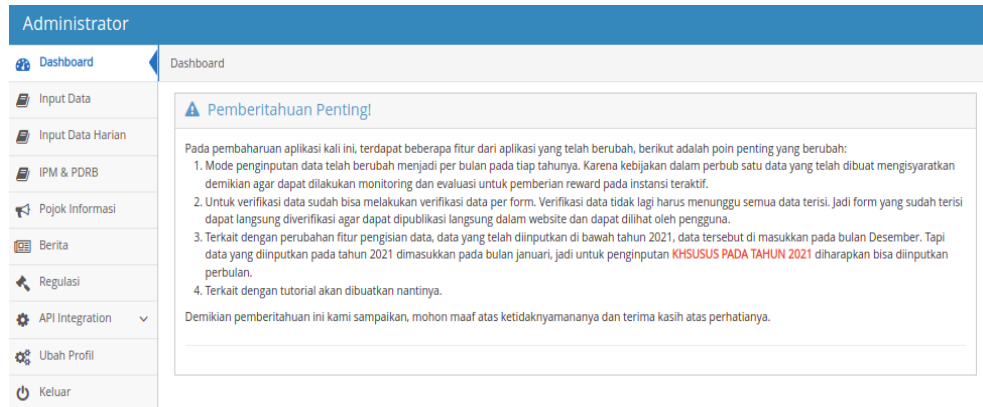 Administrator
Dashboard
Input Data
Input Data Harian
IPM & PDRB
Pojok Informasi
Berita
Regulasi
API Integration
Ubah Profil
Keluar
Dashboard
Pemberitahuan Penting!
Pada pembaharuan aplikasi kali ini, terdapat beberapa fitur dari aplikasi yang telah berubah, berikut adalah poin penting yang berubah:
1. Mode penginputan data telah berubah menjadi per bulan pada tiap tahunya. Karena kebijakan dalam perbub satu data yang telah dibuat mengisyaratkan
demikian agar dapat dilakukan monitoring dan evaluasi untuk pemberian reward pada instansi teraktif.
2. Untuk verifikasi data sudah bisa melakukan verifikasi data per form. Verifikasi data tidak lagi harus menunggu semua data terisi. Jadi form yang sudah terisi
dapat langsung diverifikasi agar dapat dipublikasi langsung dalam website dan dapat dilihat oleh pengguna.
3. Terkait dengan perubahan fitur pengisian data, data yang telah diinputkan di bawah tahun 2021, data tersebut di masukkan pada bulan Desember. Tapi
data yang diinputkan pada tahun 2021 dimasukkan pada bulan januari, jadi untuk penginputan KHSUSUS PADA TAHUN 2021 diharapkan bisa diinputkan
perbulan.
4. Terkait dengan tutorial akan dibuatkan nantinya.
Demikian pemberitahuan ini kami sampaikan, mohon maaf atas ketidaknyamananya dan terima kasih atas perhatianya.